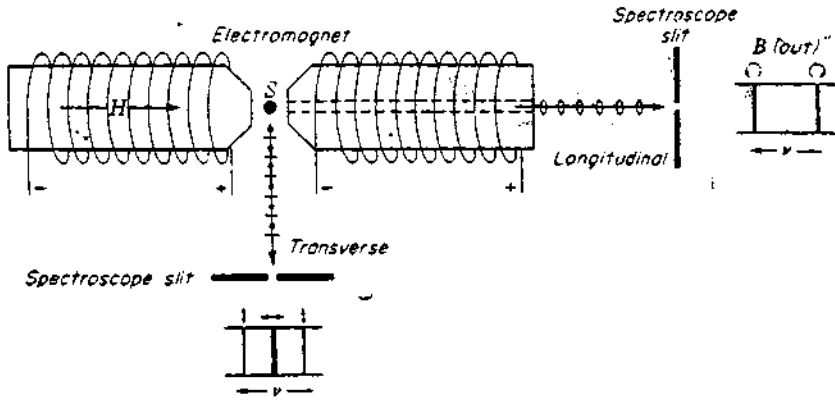 Spectroscope
slit
Electromagnet
B (out)"
S
H
Longitudinal
ν
- + - +
Transverse
Spectroscope slit
ν